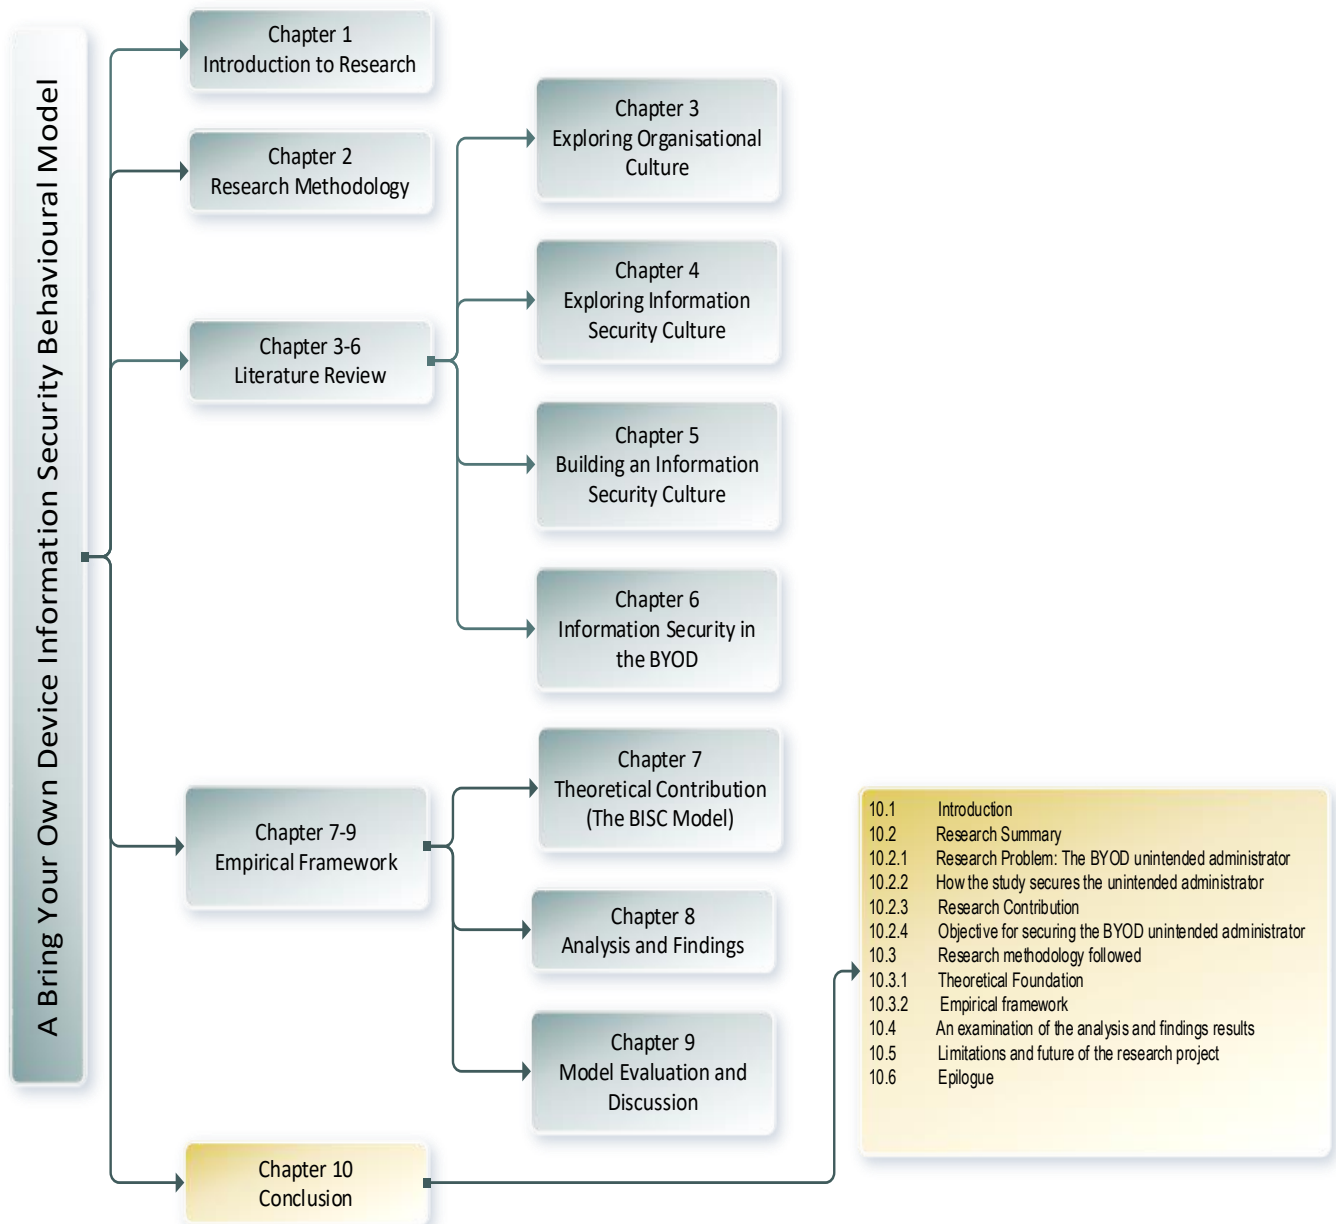 A Bring Your Own Device Information Security Behavioural Model
Chapter 1
Introduction to Research
Chapter 2
Research Methodology
Chapter 3-6
Literature Review
Chapter 3
Exploring Organisational
Culture
Chapter 4
Exploring Information
Security Culture
Chapter 5
Building an Information
Security Culture
Chapter 6
Information Security in
the BYOD
Chapter 7-9
Empirical Framework
Chapter 7
Theoretical Contribution
(The BISC Model)
Chapter 8
Analysis and Findings
Chapter 9
Model Evaluation and
Discussion
Chapter 10
Conclusion
10.1 Introduction
10.2 Research Summary
10.2.1 Research Problem: The BYOD unintended administrator
10.2.2 How the study secures the unintended administrator
10.2.3 Research Contribution
10.2.4 Objective for securing the BYOD unintended administrator
10.3 Research methodology followed
10.3.1 Theoretical Foundation
10.3.2 Empirical framework
10.4 An examination of the analysis and findings results
10.5 Limitations and future of the research project
10.6 Epilogue